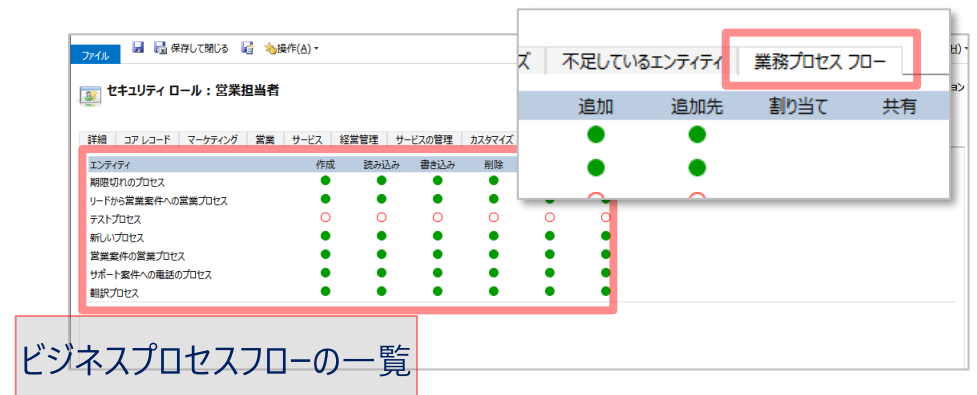 ファイル 保存して閉じる 操作(A)
セキュリティ ロール：営業担当者
詳細 コア レコード マーケティング 営業 サービス 経営管理 サービスの管理 カスタマイズ
エンティティ 作成 読み込み 書き込み 削除
期限切れのプロセス
リードから営業案件への営業プロセス
テストプロセス
新しいプロセス
営業案件の営業プロセス
サポート案件への電話のプロセス
翻訳プロセス
ズ 不足しているエンティティ 業務プロセス フロー
追加 追加先 割り当て 共有
H)
ョン
ビジネスプロセスフローの一覧